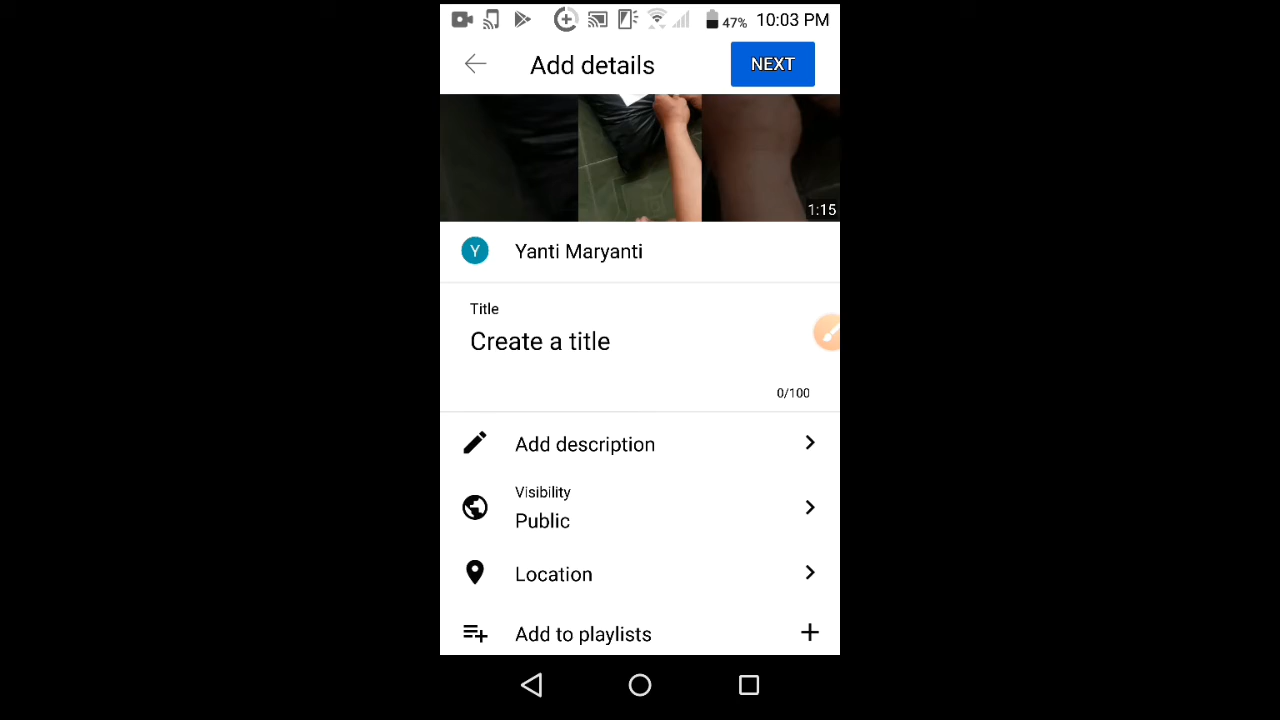 47% 10:03 PM
Add details
NEXT
1:15
Y
Yanti Maryanti
Title
Create a title
0/100
Add description
Visibility
Public
Location
Add to playlists